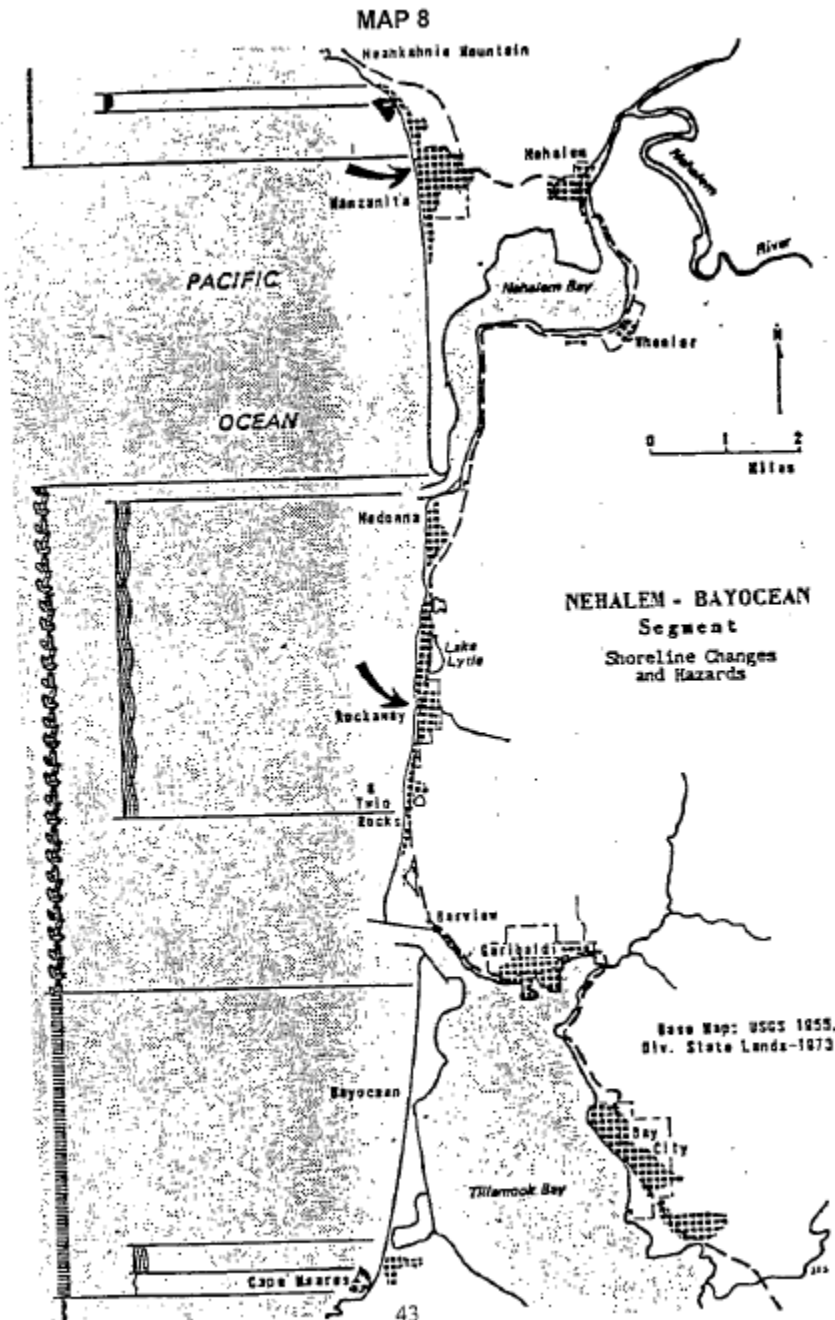 MAP 8
Neahkahnie Mountain
Nehalem
Nehalem
River
Manzanita
PACIFIC
Nehalem Bay
Wheeler
N
OCEAN
0 1 2
Miles
Nedonna
NEHALEM - BAYOCEAN
Segment
Shoreline Changes
and Hazards
Lake
Lytle
Rockaway
Twin
Rocks
Barview
Garibaldi
Base Map: USGS 1955,
Div. State Lands-1973
Bayocean
Bay
City
Tillamook Bay
Cape Meares
43